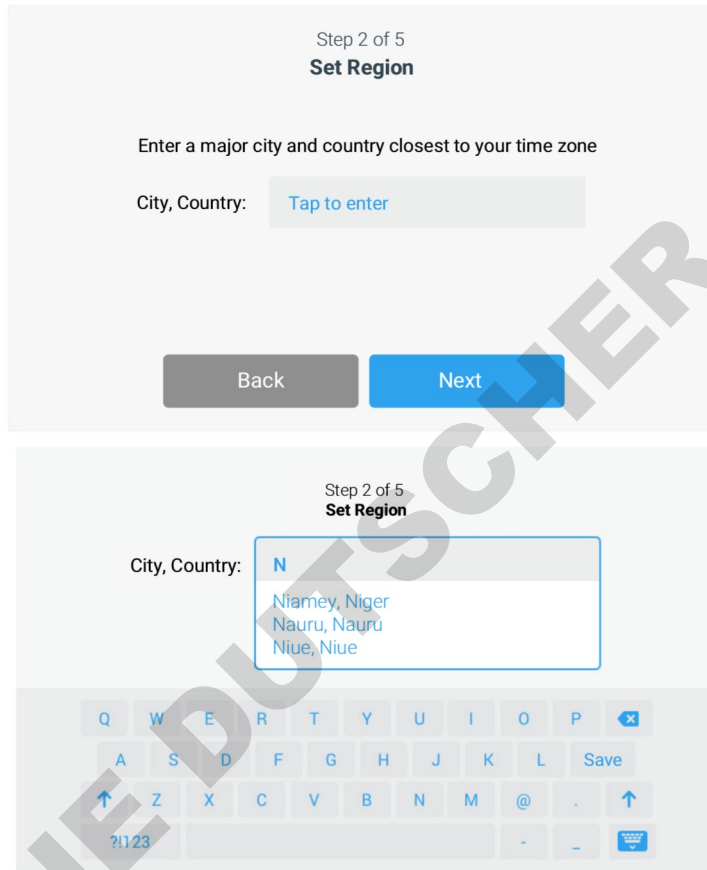 Step 2 of 5
Set Region
Enter a major city and country closest to your time zone
City, Country: Tap to enter
Back Next
Step 2 of 5
Set Region
City, Country: N
Niamey, Niger
Nauru, Nauru
Niue, Niue
Q W E R T Y U I O P
A S D F G H J K L Save
Z X C V B N M @ .
?!123 - _
E DUTSCHER